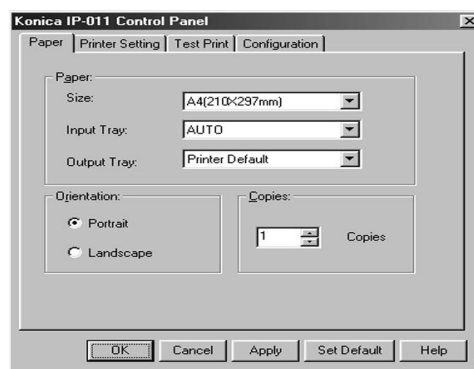 Konica IP-011 Control Panel
Paper Printer Setting Test Print Configuration
Paper:
Size: A4(210X297mm)
Input Tray: AUTO
Output Tray: Printer Default
Orientation: Copies:
Portrait
1 Copies
Landscape
OK Cancel Apply Set Default Help